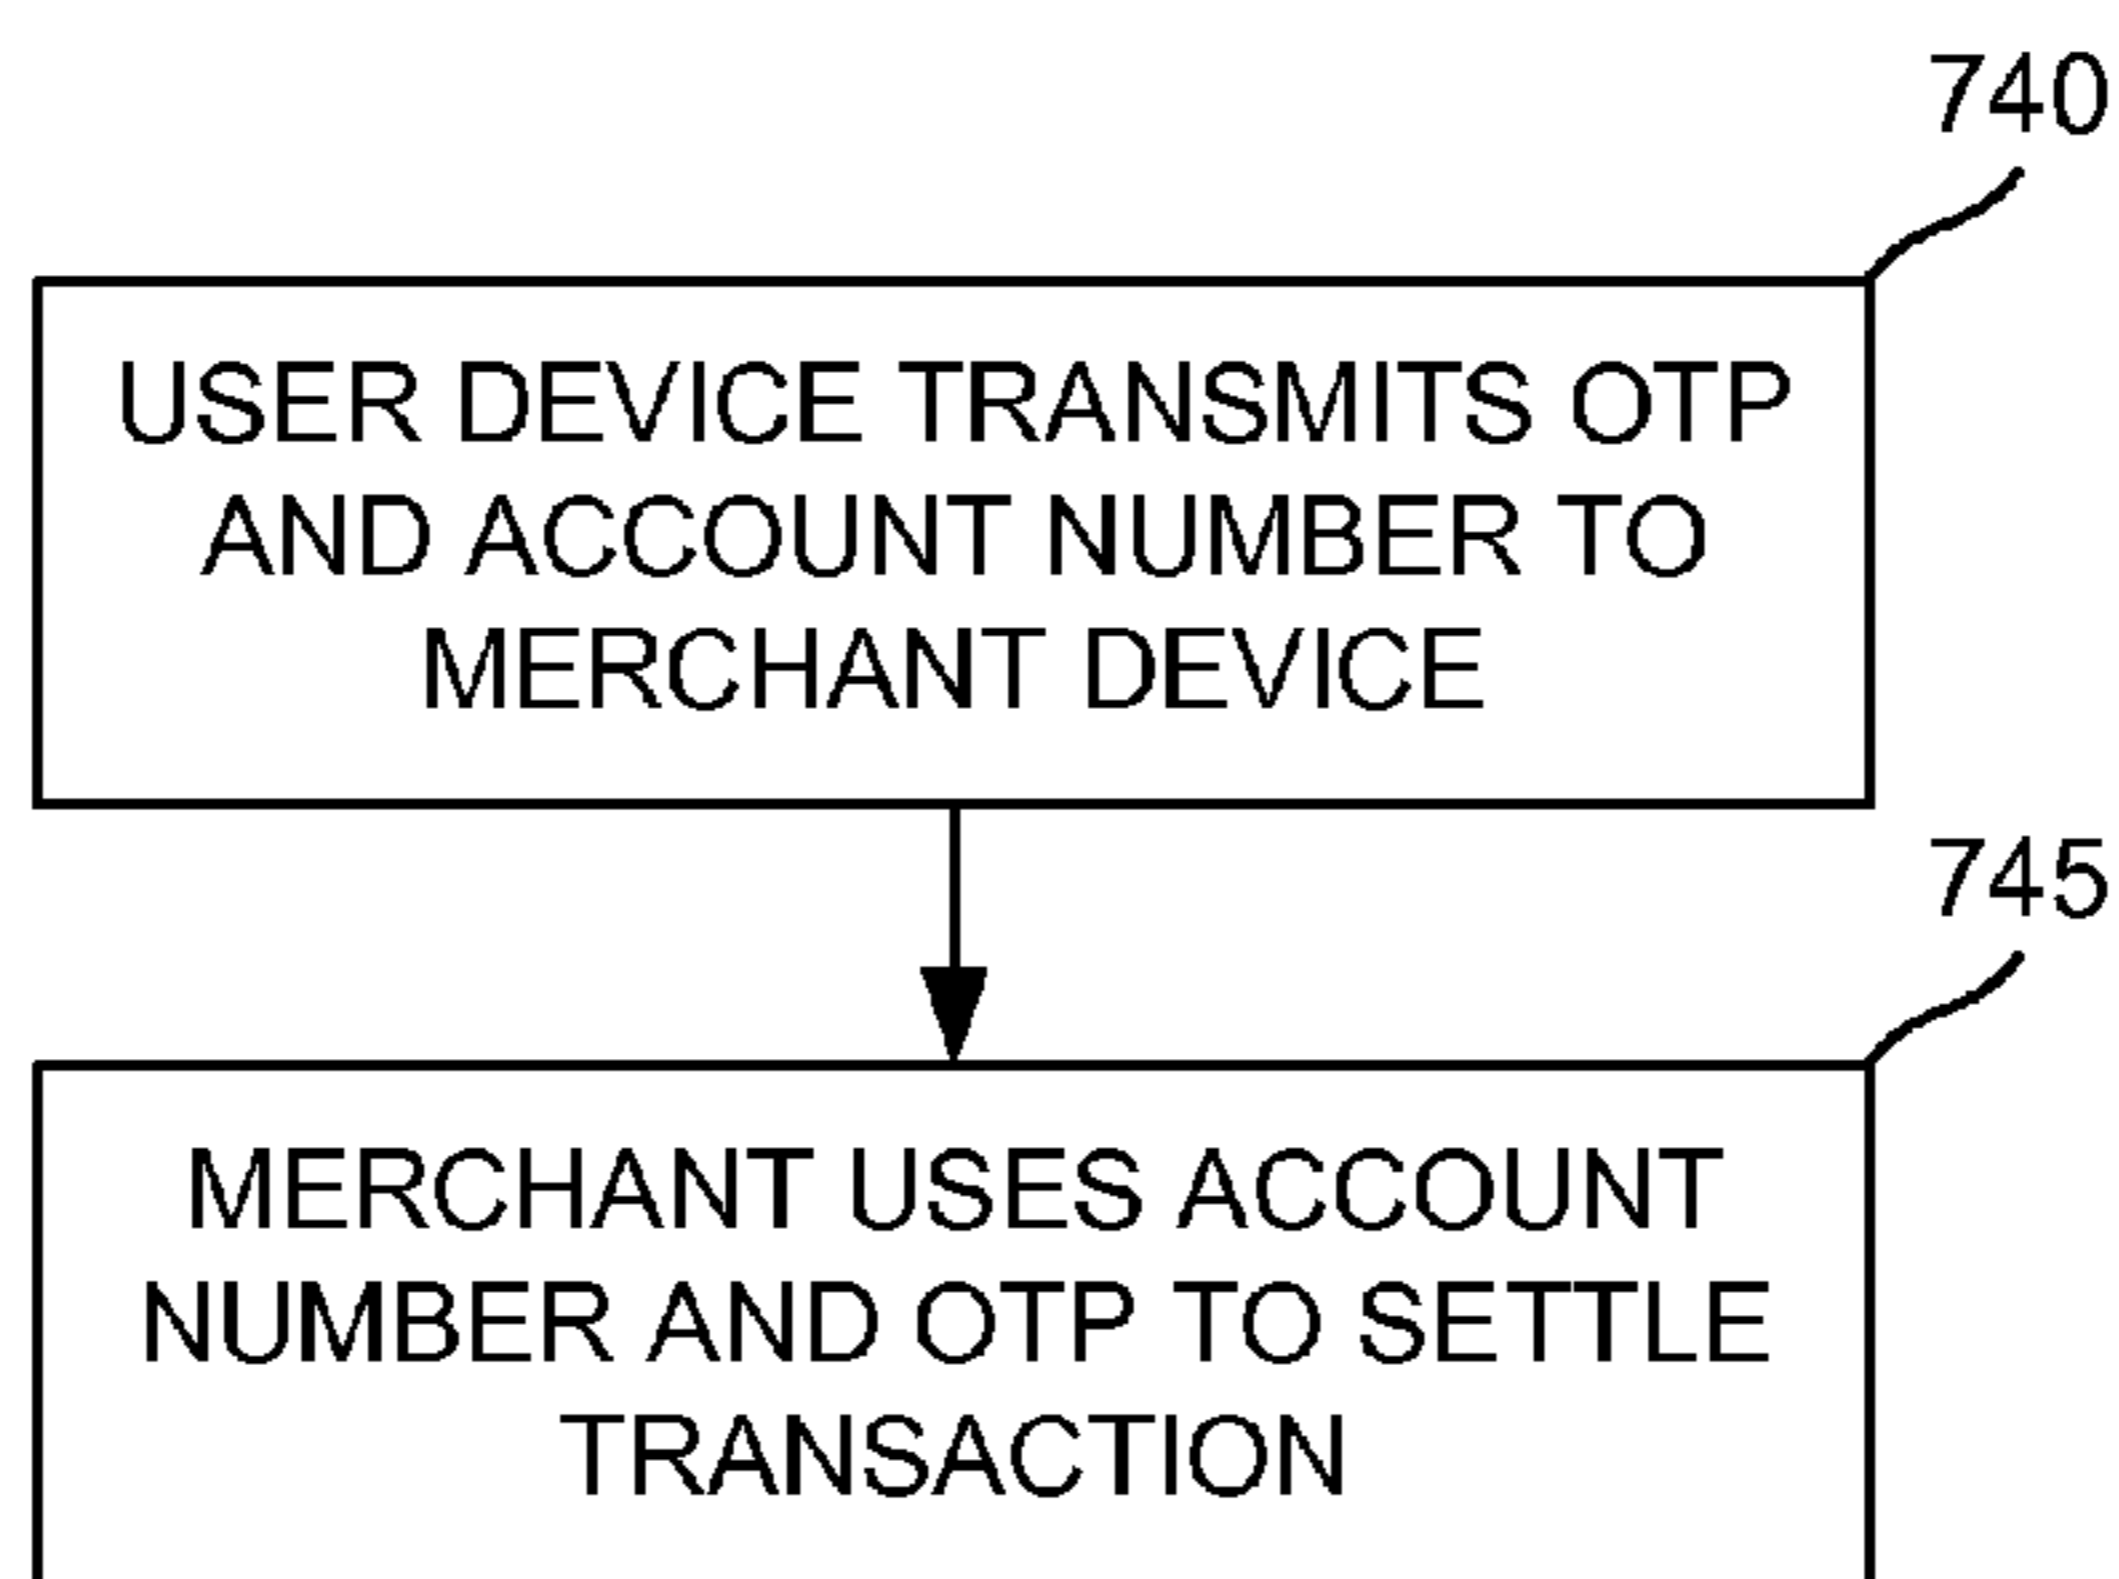 740
USER DEVICE TRANSMITS OTP
AND ACCOUNT NUMBER TO
MERCHANT DEVICE
745
MERCHANT USES ACCOUNT
NUMBER AND OTP TO SETTLE
TRANSACTION